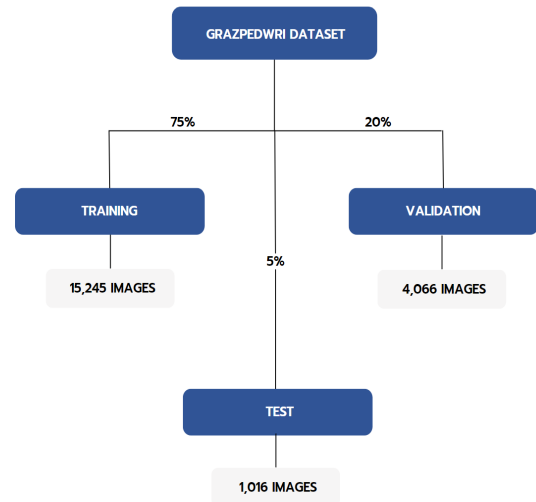 GRAZPEDWRI DATASET
75%
20%
TRAINING
VALIDATION
5%
15,245 IMAGES
4,066 IMAGES
TEST
1,016 IMAGES